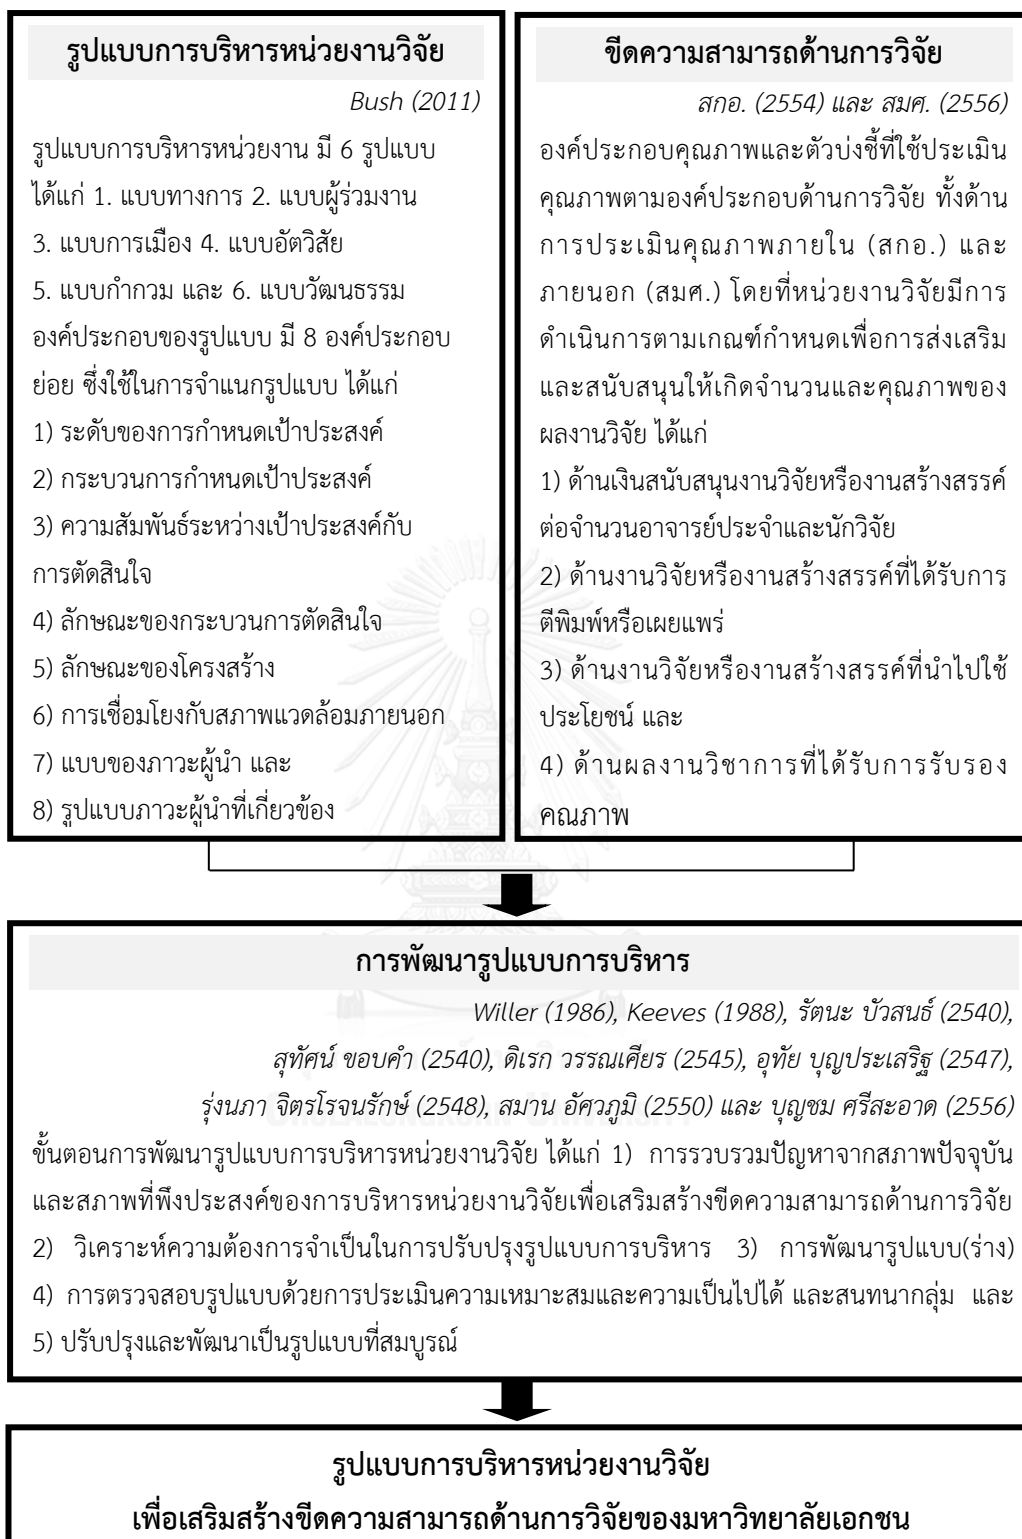 รูปแบบการบริหารหน่วยงานวิจัย
Bush (2011)
รูปแบบการบริหารหน่วยงาน มี 6 รูปแบบ
ได้แก่ 1. แบบทางการ 2. แบบผู้ร่วมงาน
3. แบบการเมือง 4. แบบอัตวิสัย
5. แบบกำกวม และ 6. แบบวัฒนธรรม
องค์ประกอบของรูปแบบ มี 8 องค์ประกอบ
ย่อย ซึ่งใช้ในการจำแนกรูปแบบ ได้แก่
1) ระดับของการกำหนดเป้าประสงค์
2) กระบวนการกำหนดเป้าประสงค์
3) ความสัมพันธ์ระหว่างเป้าประสงค์กับ
การตัดสินใจ
4) ลักษณะของกระบวนการตัดสินใจ
5) ลักษณะของโครงสร้าง
6) การเชื่อมโยงกับสภาพแวดล้อมภายนอก
7) แบบของภาวะผู้นำ และ
8) รูปแบบภาวะผู้นำที่เกี่ยวข้อง
ขีดความสามารถด้านการวิจัย
สกอ. (2554) และ สมศ. (2556)
องค์ประกอบคุณภาพและตัวบ่งชี้ที่ใช้ประเมิน
คุณภาพตามองค์ประกอบด้านการวิจัย ทั้งด้าน
การประเมินคุณภาพภายใน (สกอ.) และ
ภายนอก (สมศ.) โดยที่หน่วยงานวิจัยมีการ
ดำเนินการตามเกณฑ์กำหนดเพื่อการส่งเสริม
และสนับสนุนให้เกิดจำนวนและคุณภาพของ
ผลงานวิจัย ได้แก่
1) ด้านเงินสนับสนุนงานวิจัยหรืองานสร้างสรรค์
ต่อจำนวนอาจารย์ประจำและนักวิจัย
2) ด้านงานวิจัยหรืองานสร้างสรรค์ที่ได้รับการ
ตีพิมพ์หรือเผยแพร่
3) ด้านงานวิจัยหรืองานสร้างสรรค์ที่นำไปใช้
ประโยชน์ และ
4) ด้านผลงานวิชาการที่ได้รับการรับรอง
คุณภาพ
การพัฒนารูปแบบการบริหาร
Willer (1986), Keeves (1988), รัตนะ บัวสนธ์ (2540),
สุทัศน์ ขอบคำ (2540), ดิเรก วรรณเศียร (2545), อุทัย บุญประเสริฐ (2547),
รุ่งนภา จิตรโรจนรักษ์ (2548), สมาน อัศวภูมิ (2550) และ บุญชม ศรีสะอาด (2556)
ขั้นตอนการพัฒนารูปแบบการบริหารหน่วยงานวิจัย ได้แก่ 1) การรวบรวมปัญหาจากสภาพปัจจุบัน
และสภาพที่พึงประสงค์ของการบริหารหน่วยงานวิจัยเพื่อเสริมสร้างขีดความสามารถด้านการวิจัย
2) วิเคราะห์ความต้องการจำเป็นในการปรับปรุงรูปแบบการบริหาร 3) การพัฒนารูปแบบ(ร่าง)
4) การตรวจสอบรูปแบบด้วยการประเมินความเหมาะสมและความเป็นไปได้ และสนทนากลุ่ม และ
5) ปรับปรุงและพัฒนาเป็นรูปแบบที่สมบูรณ์
รูปแบบการบริหารหน่วยงานวิจัย
เพื่อเสริมสร้างขีดความสามารถด้านการวิจัยของมหาวิทยาลัยเอกชน